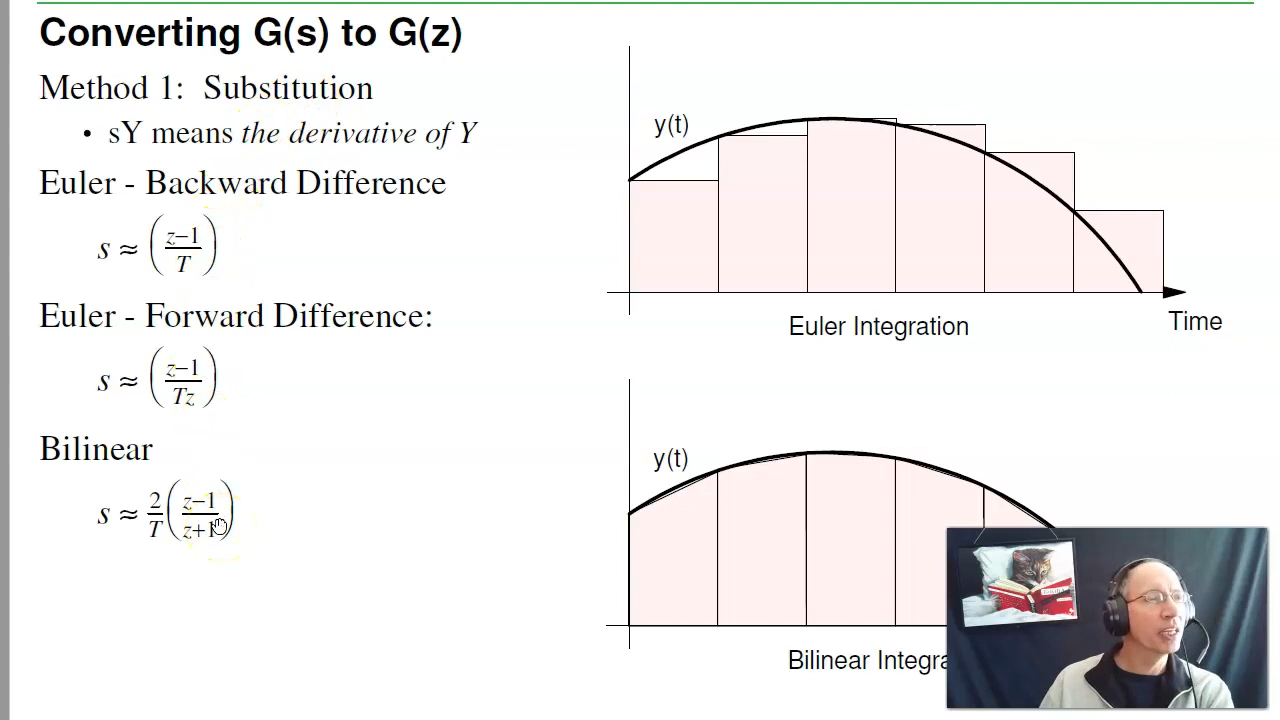 Converting G(s) to G(z)
Method 1: Substitution
• sY means the derivative of Y
Euler - Backward Difference
s ≈ ( z−1 / T )
Euler - Forward Difference:
s ≈ ( z−1 / Tz )
Bilinear
s ≈ 2/T ( z−1 / z+1 )
y(t)
Euler Integration
Time
y(t)
Bilinear Integra